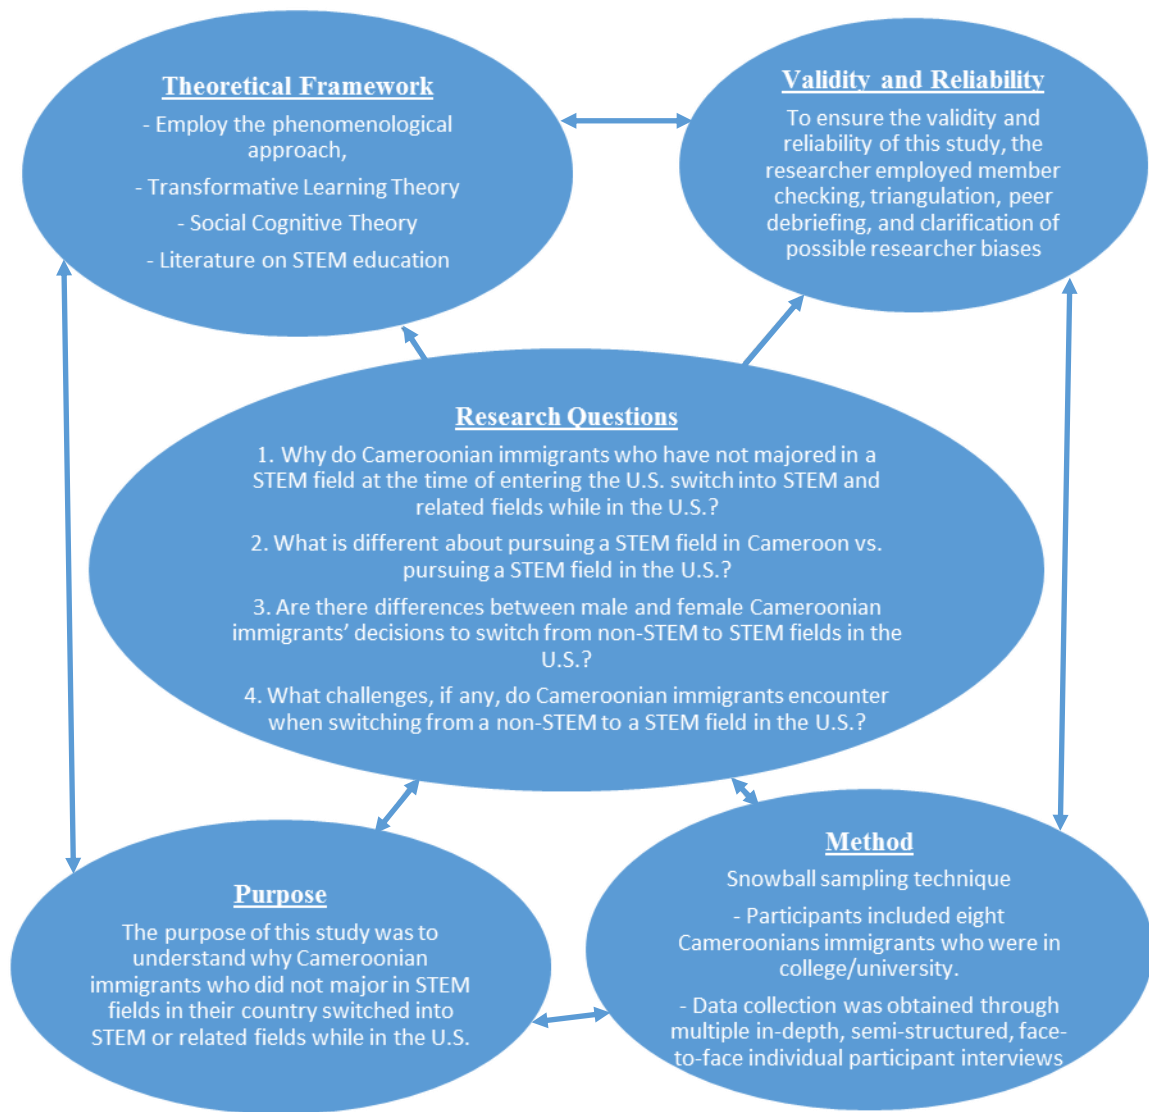 Theoretical Framework
- Employ the phenomenological
approach,
- Transformative Learning Theory
- Social Cognitive Theory
- Literature on STEM education
Validity and Reliability
To ensure the validity and
reliability of this study, the
researcher employed member
checking, triangulation, peer
debriefing, and clarification of
possible researcher biases
Research Questions
1. Why do Cameroonian immigrants who have not majored in a
STEM field at the time of entering the U.S. switch into STEM and
related fields while in the U.S.?
2. What is different about pursuing a STEM field in Cameroon vs.
pursuing a STEM field in the U.S.?
3. Are there differences between male and female Cameroonian
immigrants’ decisions to switch from non-STEM to STEM fields in the
U.S.?
4. What challenges, if any, do Cameroonian immigrants encounter
when switching from a non-STEM to a STEM field in the U.S.?
Purpose
The purpose of this study was to
understand why Cameroonian
immigrants who did not major in STEM
fields in their country switched into
STEM or related fields while in the U.S.
Method
Snowball sampling technique
- Participants included eight
Cameroonians immigrants who were in
college/university.
- Data collection was obtained through
multiple in-depth, semi-structured, face-
to-face individual participant interviews